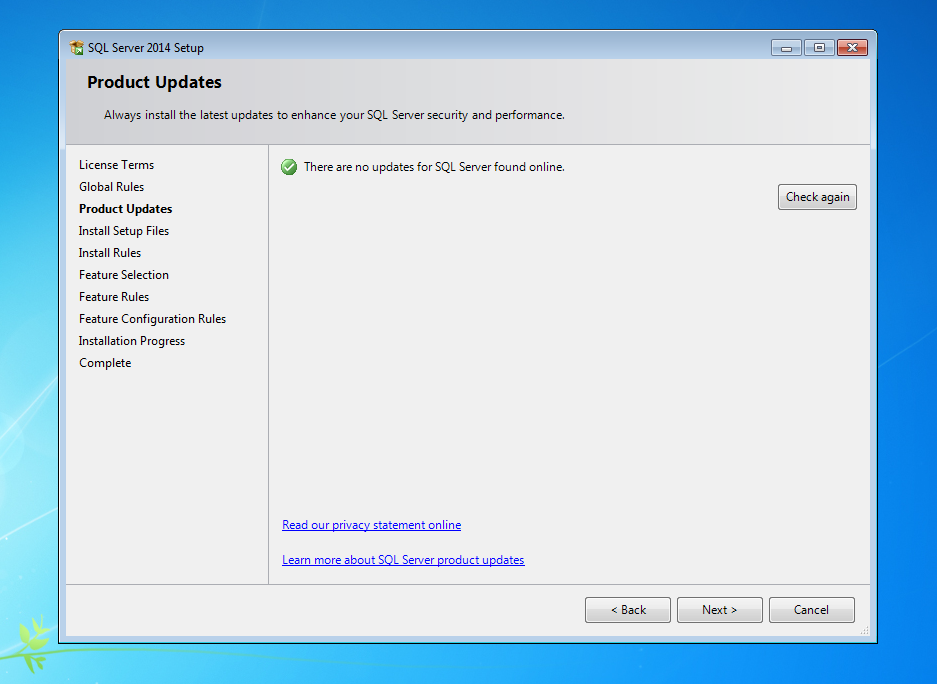 SQL Server 2014 Setup
Product Updates
Always install the latest updates to enhance your SQL Server security and performance.
License Terms
Global Rules
Product Updates
Install Setup Files
Install Rules
Feature Selection
Feature Rules
Feature Configuration Rules
Installation Progress
Complete
There are no updates for SQL Server found online.
Check again
Read our privacy statement online
Learn more about SQL Server product updates
< Back
Next >
Cancel